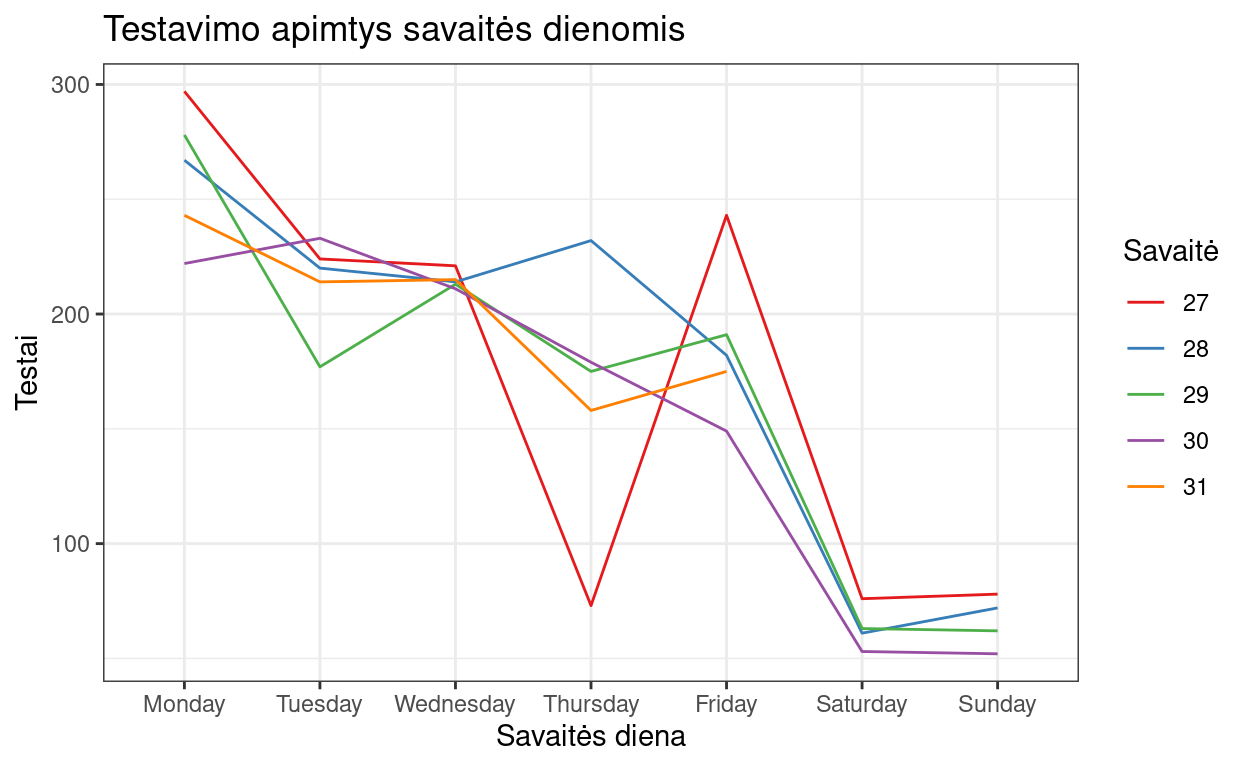 Testavimo apimtys savaitės dienomis
300
200
100
Testai
Monday Tuesday Wednesday Thursday Friday Saturday Sunday
Savaitės diena
Savaitė
27
28
29
30
31